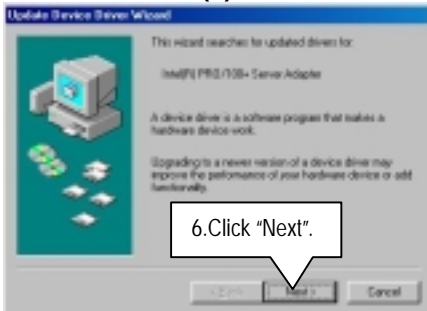 Update Device Driver Wizard
This wizard searches for updated drivers for:
Intel(R) PRO/100+ Server Adapter
A device driver is a software program that makes a
hardware device work.
Upgrading to a newer version of a device driver may
improve the performance of your hardware device or add
functionality.
6.Click “Next”.
< Back Next > Cancel